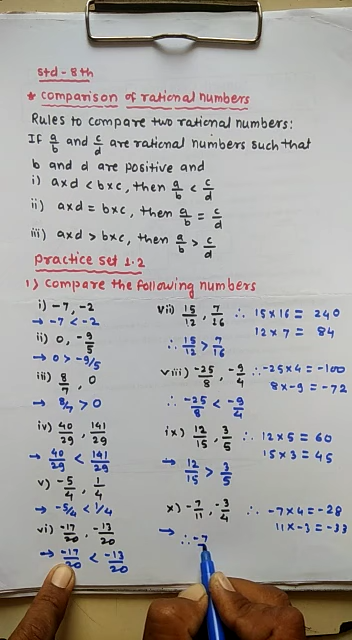 Std - 8th
* comparison of rational numbers
Rules to compare two rational numbers:
If a/b and c/d are rational numbers such that
b and d are positive and
i) a×d < b×c, then a/b < c/d
ii) a×d = b×c, then a/b = c/d
iii) a×d > b×c, then a/b > c/d
Practice set 1.2
1) Compare the following numbers
i) -7, -2
→ -7 < -2
ii) 0, -9/5
→ 0 > -9/5
iii) 8/7, 0
→ 8/7 > 0
iv) 40/29, 141/29
→ 40/29 < 141/29
v) -5/4, 1/4
→ -5/4 < 1/4
vi) -17/20, -13/20
→ -17/20 < -13/20
vii) 15/12, 7/16 ∴ 15×16 = 240
12×7 = 84
∴ 15/12 > 7/16
viii) -25/8, -9/4 ∴ -25×4 = -100
8×-9 = -72
∴ -25/8 < -9/4
ix) 12/15, 3/5 ∴ 12×5 = 60
15×3 = 45
→ 12/15 > 3/5
x) -7/11, -3/4 ∴ -7×4 = -28
11×-3 = -33
→ ∴ -7